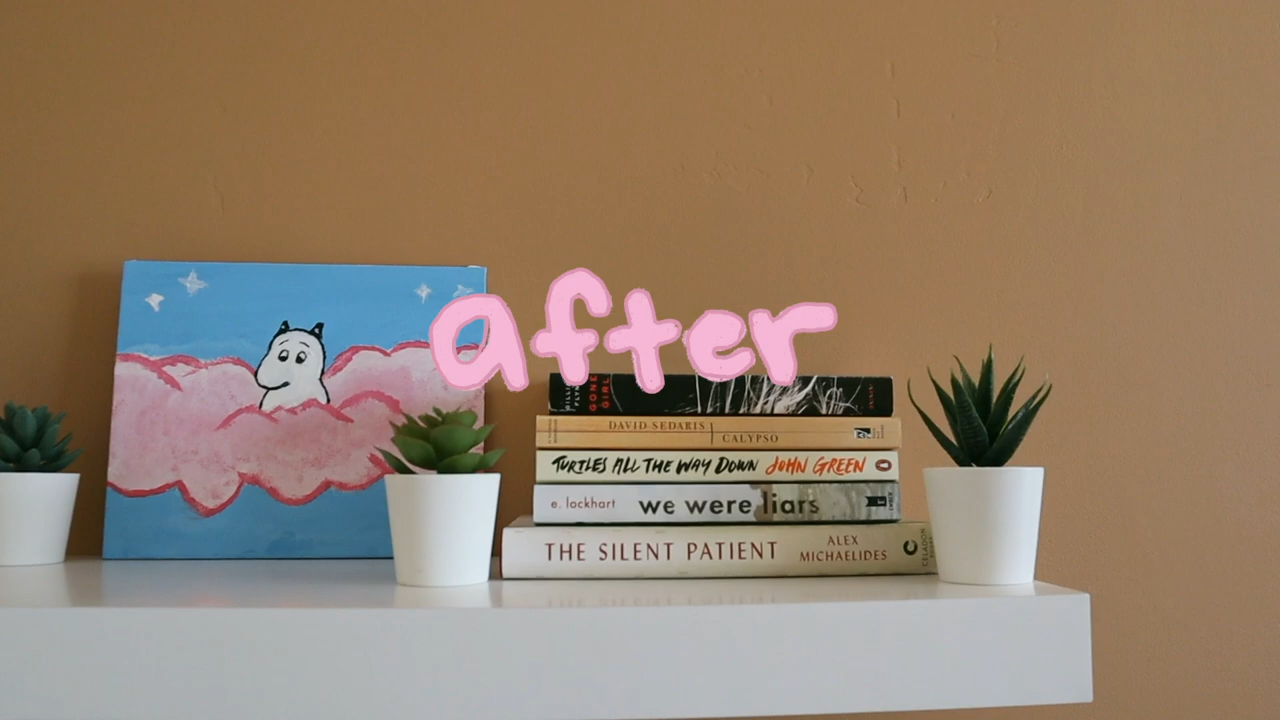 after
GONE GIRL
DAVID SEDARIS CALYPSO
TURTLES ALL THE WAY DOWN JOHN GREEN
e. lockhart we were liars
THE SILENT PATIENT ALEX MICHAELIDES CELADON